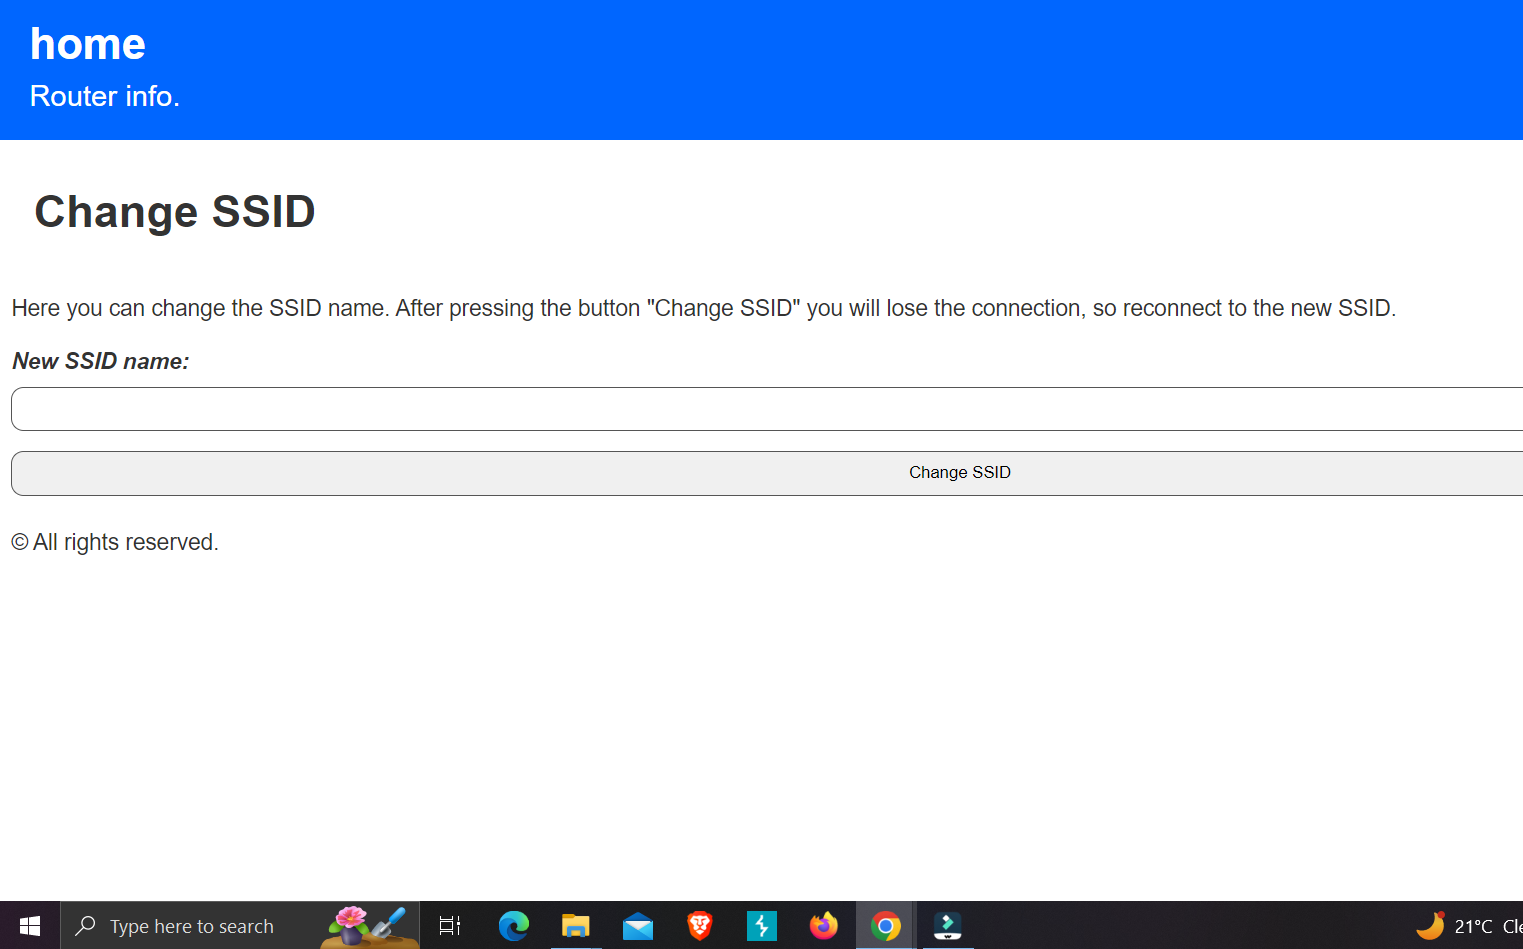 home
Router info.
Change SSID
Here you can change the SSID name. After pressing the button "Change SSID" you will lose the connection, so reconnect to the new SSID.
New SSID name:
Change SSID
© All rights reserved.
Type here to search
21°C